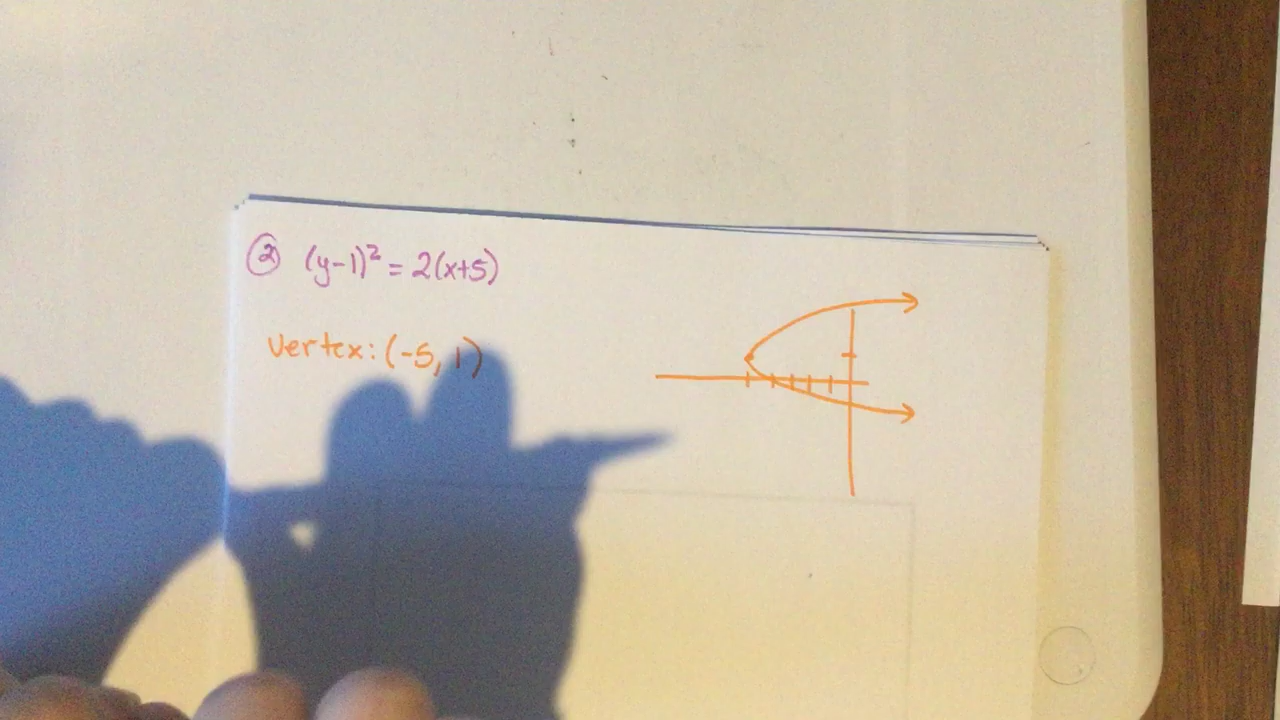 ② (y-1)² = 2(x+5)
vertex: (-5, 1)